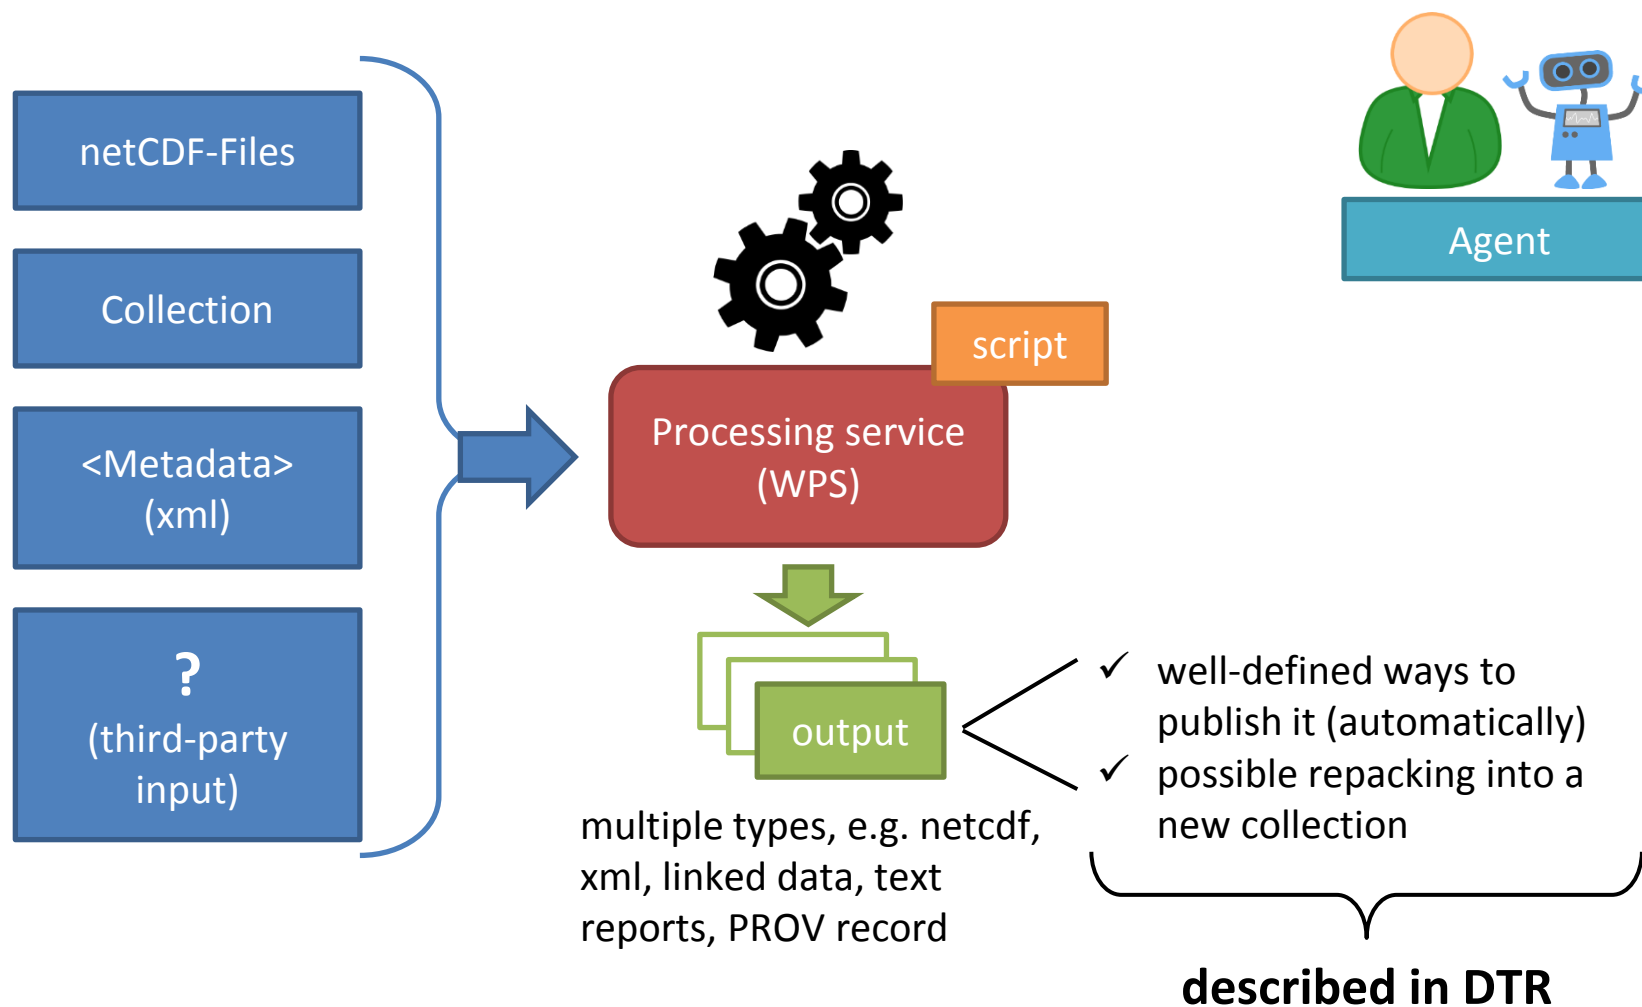 netCDF-Files
Collection
<Metadata>
(xml)
?
(third-party
input)
Agent
script
Processing service
(WPS)
output
multiple types, e.g. netcdf,
xml, linked data, text
reports, PROV record
✓ well-defined ways to
publish it (automatically)
✓ possible repacking into a
new collection
described in DTR